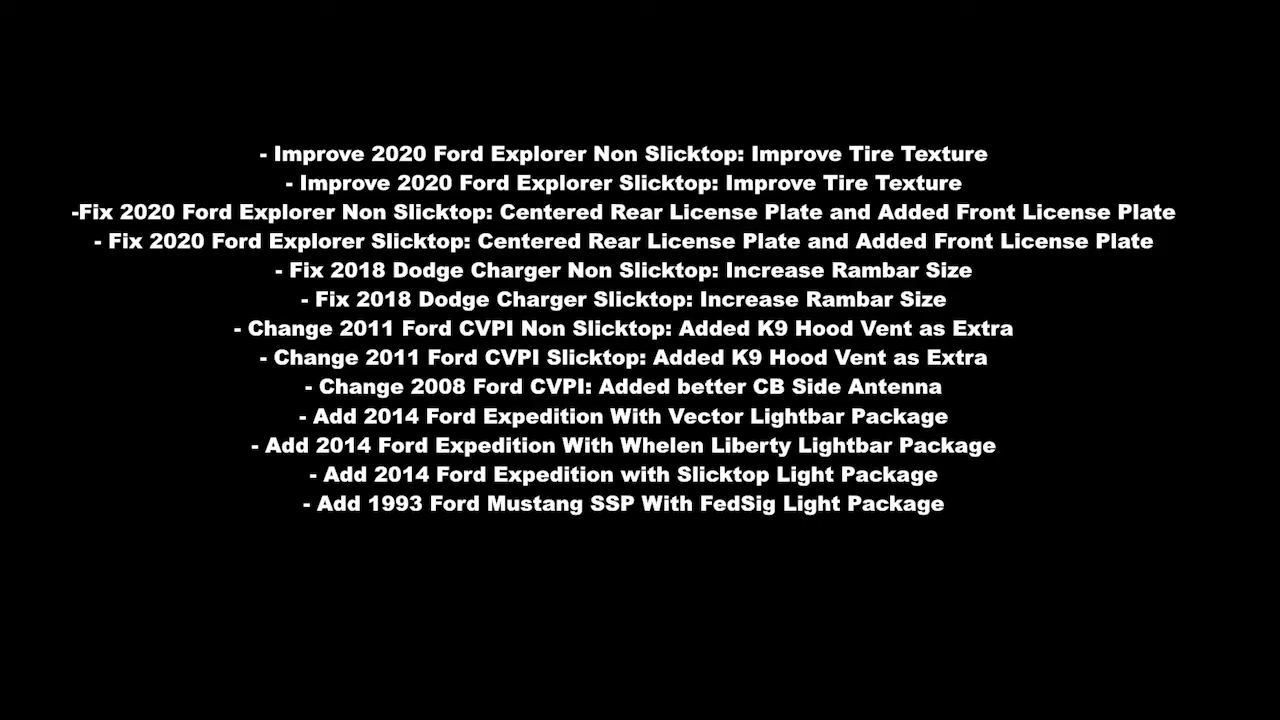 - Improve 2020 Ford Explorer Non Slicktop: Improve Tire Texture
- Improve 2020 Ford Explorer Slicktop: Improve Tire Texture
-Fix 2020 Ford Explorer Non Slicktop: Centered Rear License Plate and Added Front License Plate
- Fix 2020 Ford Explorer Slicktop: Centered Rear License Plate and Added Front License Plate
- Fix 2018 Dodge Charger Non Slicktop: Increase Rambar Size
- Fix 2018 Dodge Charger Slicktop: Increase Rambar Size
- Change 2011 Ford CVPI Non Slicktop: Added K9 Hood Vent as Extra
- Change 2011 Ford CVPI Slicktop: Added K9 Hood Vent as Extra
- Change 2008 Ford CVPI: Added better CB Side Antenna
- Add 2014 Ford Expedition With Vector Lightbar Package
- Add 2014 Ford Expedition With Whelen Liberty Lightbar Package
- Add 2014 Ford Expedition with Slicktop Light Package
- Add 1993 Ford Mustang SSP With FedSig Light Package